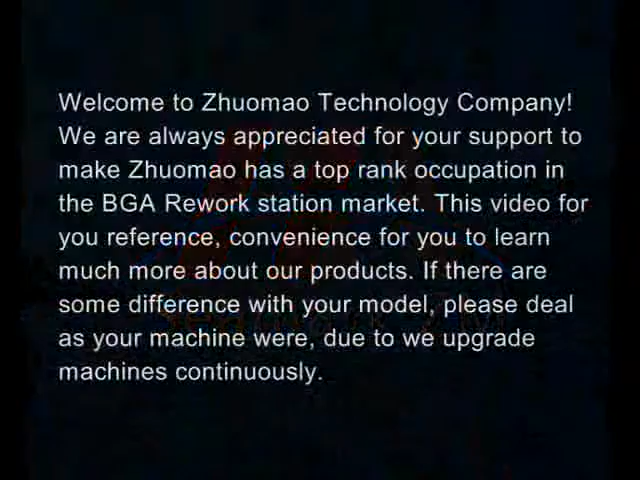 Welcome to Zhuomao Technology Company!
We are always appreciated for your support to
make Zhuomao has a top rank occupation in
the BGA Rework station market. This video for
you reference, convenience for you to learn
much more about our products. If there are
some difference with your model, please deal
as your machine were, due to we upgrade
machines continuously.